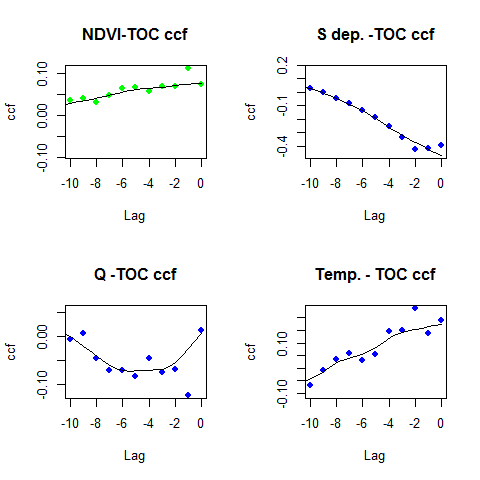 NDVI-TOC ccf
ccf
0.10
0.00
-0.10
-10 -8 -6 -4 -2 0
Lag
S dep. -TOC ccf
ccf
0.2
-0.1
-0.4
-10 -8 -6 -4 -2 0
Lag
Q -TOC ccf
ccf
0.00
-0.10
-10 -8 -6 -4 -2 0
Lag
Temp. - TOC ccf
ccf
0.10
-0.10
-10 -8 -6 -4 -2 0
Lag